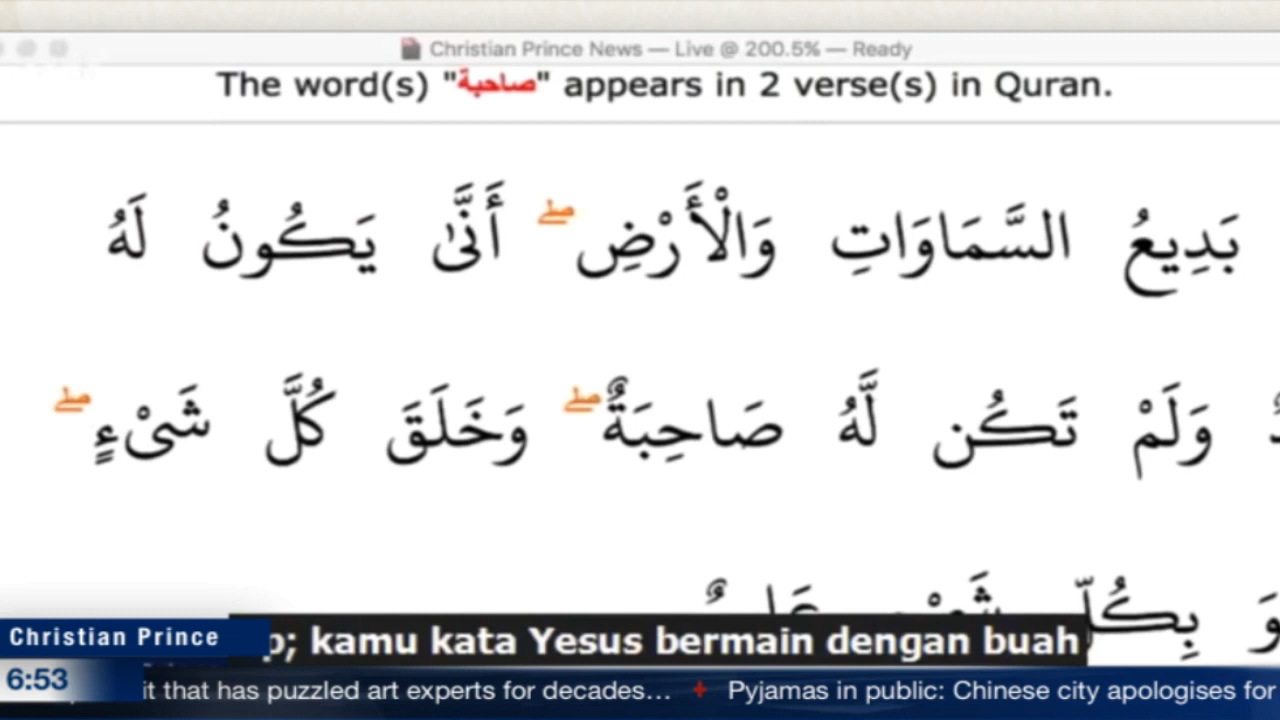 Christian Prince News — Live @ 200.5% — Ready
The word(s) "صاحبة" appears in 2 verse(s) in Quran.
بَدِيعُ السَّمَاوَاتِ وَالْأَرْضِ ۖ أَنَّىٰ يَكُونُ لَهُ
وَلَمْ تَكُن لَّهُ صَاحِبَةٌ ۖ وَخَلَقَ كُلَّ شَيْءٍ ۖ
بِكُلِّ شَيْءٍ
Christian Prince
p; kamu kata Yesus bermain dengan buah
6:53
it that has puzzled art experts for decades... + Pyjamas in public: Chinese city apologises for